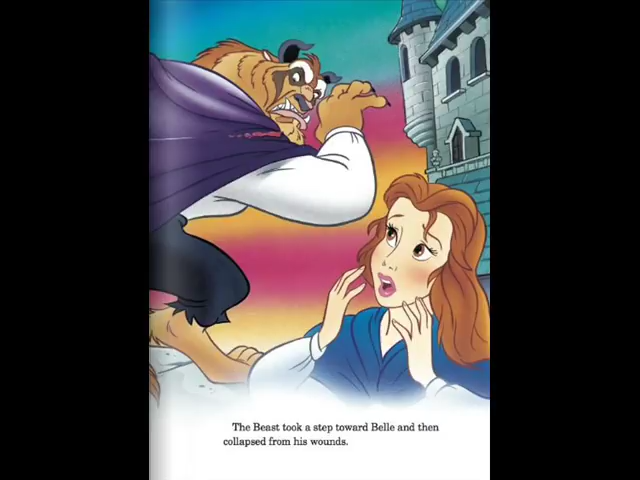 The Beast took a step toward Belle and then
collapsed from his wounds.